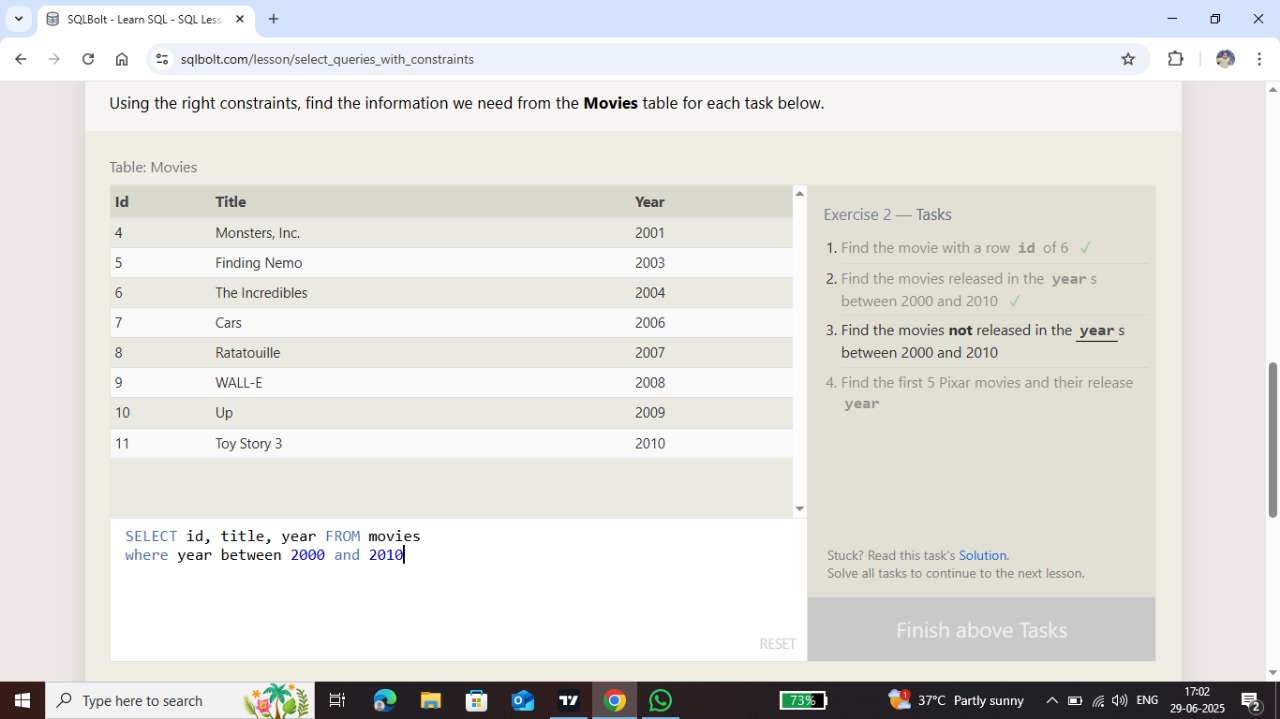 SQLBolt - Learn SQL - SQL Less
sqlbolt.com/lesson/select_queries_with_constraints
Using the right constraints, find the information we need from the Movies table for each task below.
Table: Movies
Id Title Year
4 Monsters, Inc. 2001
5 Finding Nemo 2003
6 The Incredibles 2004
7 Cars 2006
8 Ratatouille 2007
9 WALL-E 2008
10 Up 2009
11 Toy Story 3 2010
SELECT id, title, year FROM movies
where year between 2000 and 2010
RESET
Exercise 2 — Tasks
1. Find the movie with a row id of 6 ✓
2. Find the movies released in the year s
between 2000 and 2010 ✓
3. Find the movies not released in the year s
between 2000 and 2010
4. Find the first 5 Pixar movies and their release
year
Stuck? Read this task's Solution.
Solve all tasks to continue to the next lesson.
Finish above Tasks
Type here to search
73%
1
37°C Partly sunny
ENG
17:02
29-06-2025
2